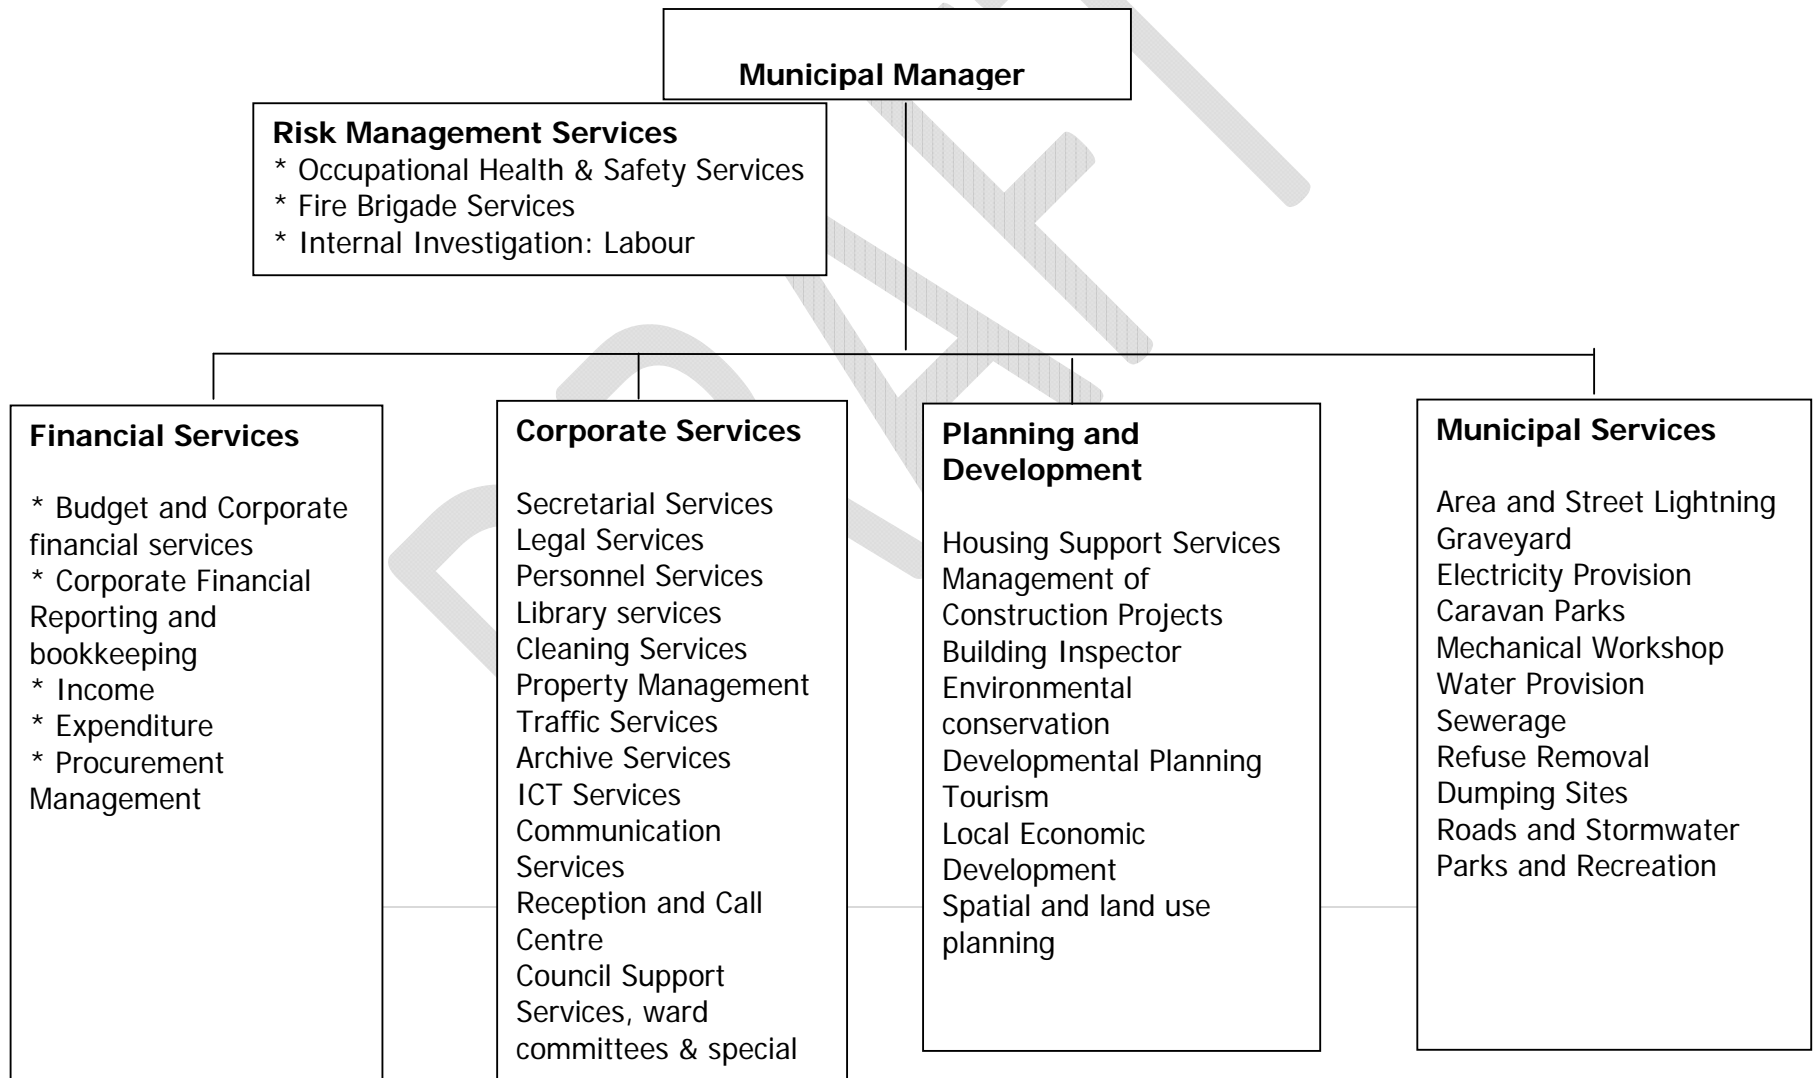 Municipal Manager
Risk Management Services
* Occupational Health & Safety Services
* Fire Brigade Services
* Internal Investigation: Labour
Financial Services
* Budget and Corporate
financial services
* Corporate Financial
Reporting and
bookkeeping
* Income
* Expenditure
* Procurement
Management
Corporate Services
Secretarial Services
Legal Services
Personnel Services
Library services
Cleaning Services
Property Management
Traffic Services
Archive Services
ICT Services
Communication
Services
Reception and Call
Centre
Council Support
Services, ward
committees & special
Planning and
Development
Housing Support Services
Management of
Construction Projects
Building Inspector
Environmental
conservation
Developmental Planning
Tourism
Local Economic
Development
Spatial and land use
planning
Municipal Services
Area and Street Lightning
Graveyard
Electricity Provision
Caravan Parks
Mechanical Workshop
Water Provision
Sewerage
Refuse Removal
Dumping Sites
Roads and Stormwater
Parks and Recreation
DRAFT